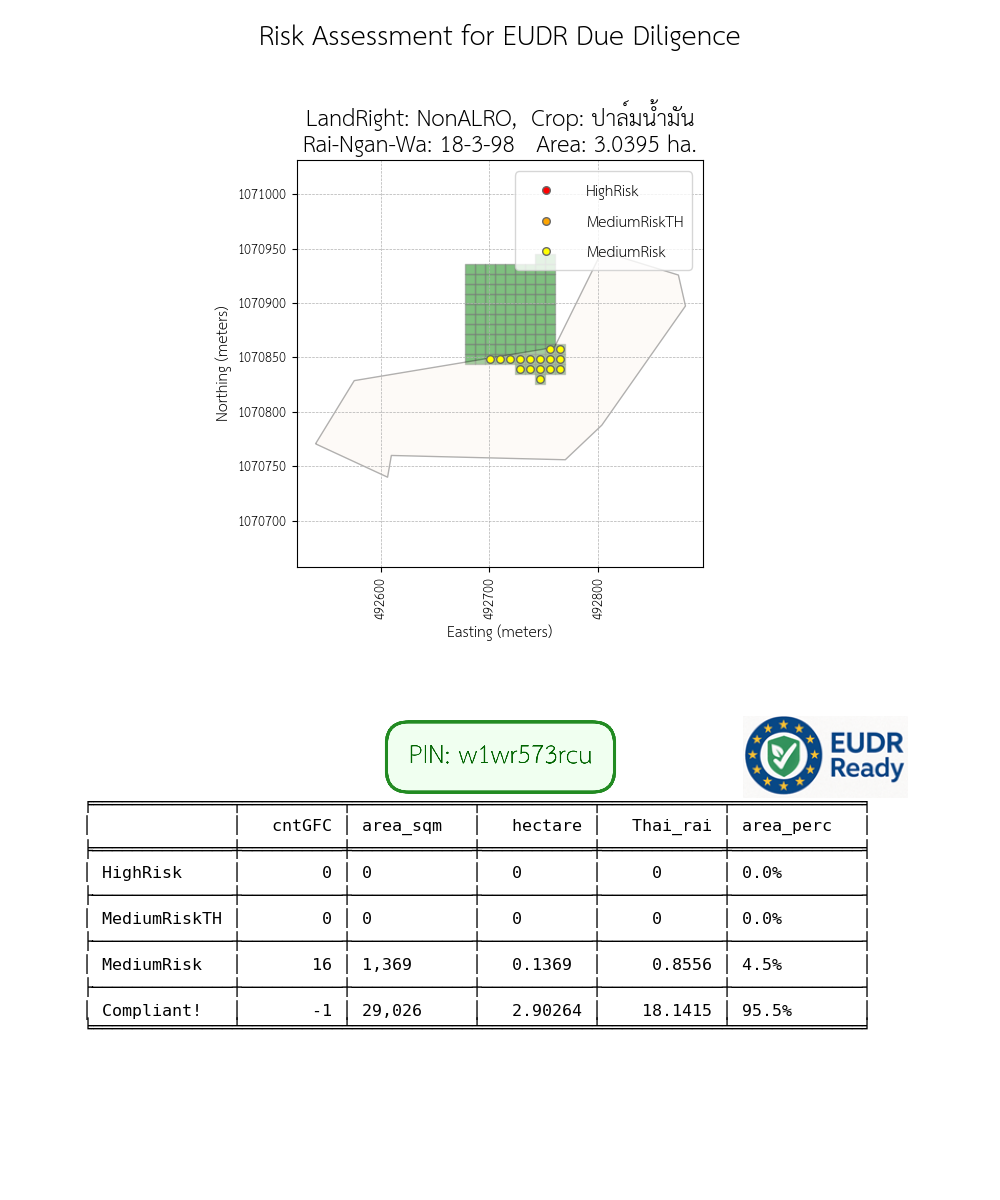 Risk Assessment for EUDR Due Diligence
LandRight: NonALRO,  Crop: ปาล์มน้ำมัน
Rai-Ngan-Wa: 18-3-98   Area: 3.0395 ha.
HighRisk
MediumRiskTH
MediumRisk
1071000
1070950
1070900
1070850
1070800
1070750
1070700
Northing (meters)
492600
492700
492800
Easting (meters)
PIN: w1wr573rcu
EUDR
Ready
cntGFC area_sqm hectare Thai_rai area_perc
HighRisk 0 0 0 0 0.0%
MediumRiskTH 0 0 0 0 0.0%
MediumRisk 16 1,369 0.1369 0.8556 4.5%
Compliant! -1 29,026 2.90264 18.1415 95.5%